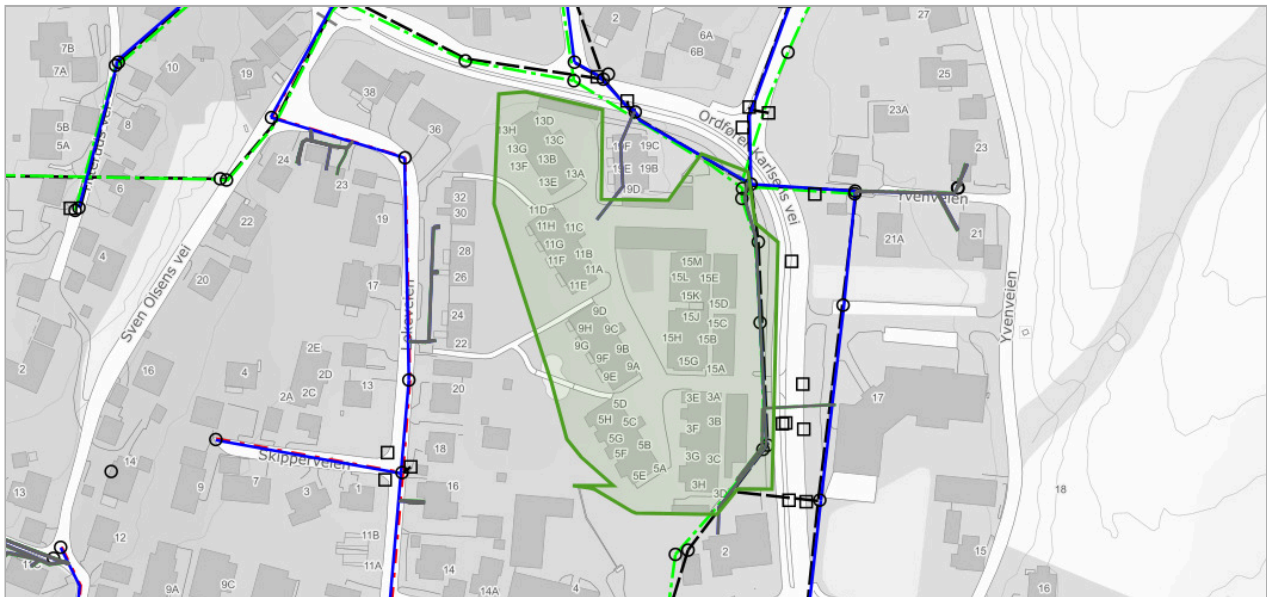 7B
7A
10
19
38
36
2
6A
6B
27
25
23A
23
5B
5A
8
6
4
2
24
23
22
20
19
17
32
30
28
26
24
22
20
18
16
Ordfører Karlsens vei
Yvenveien
Yvenveien
Sven Olsens vei
Løkeveien
Skipperveien
13H
13D
13C
13G
13B
13F
13A
13E
19F
19C
19E
19B
19D
11D
11H
11C
11G
11B
11F
11A
11E
15M
15L
15E
15K
15D
15J
15C
15H
15B
15G
15A
9D
9H
9C
9G
9B
9F
9A
9E
5D
5H
5C
5G
5B
5F
5A
5E
3E
3A
3F
3B
3G
3C
3H
3D
21A
21
17
18
15
16
2
4
16
4
2E
2D
2C
2A
13
14
13
12
9
7
3
1
11B
11A
9A
9C
14
14A